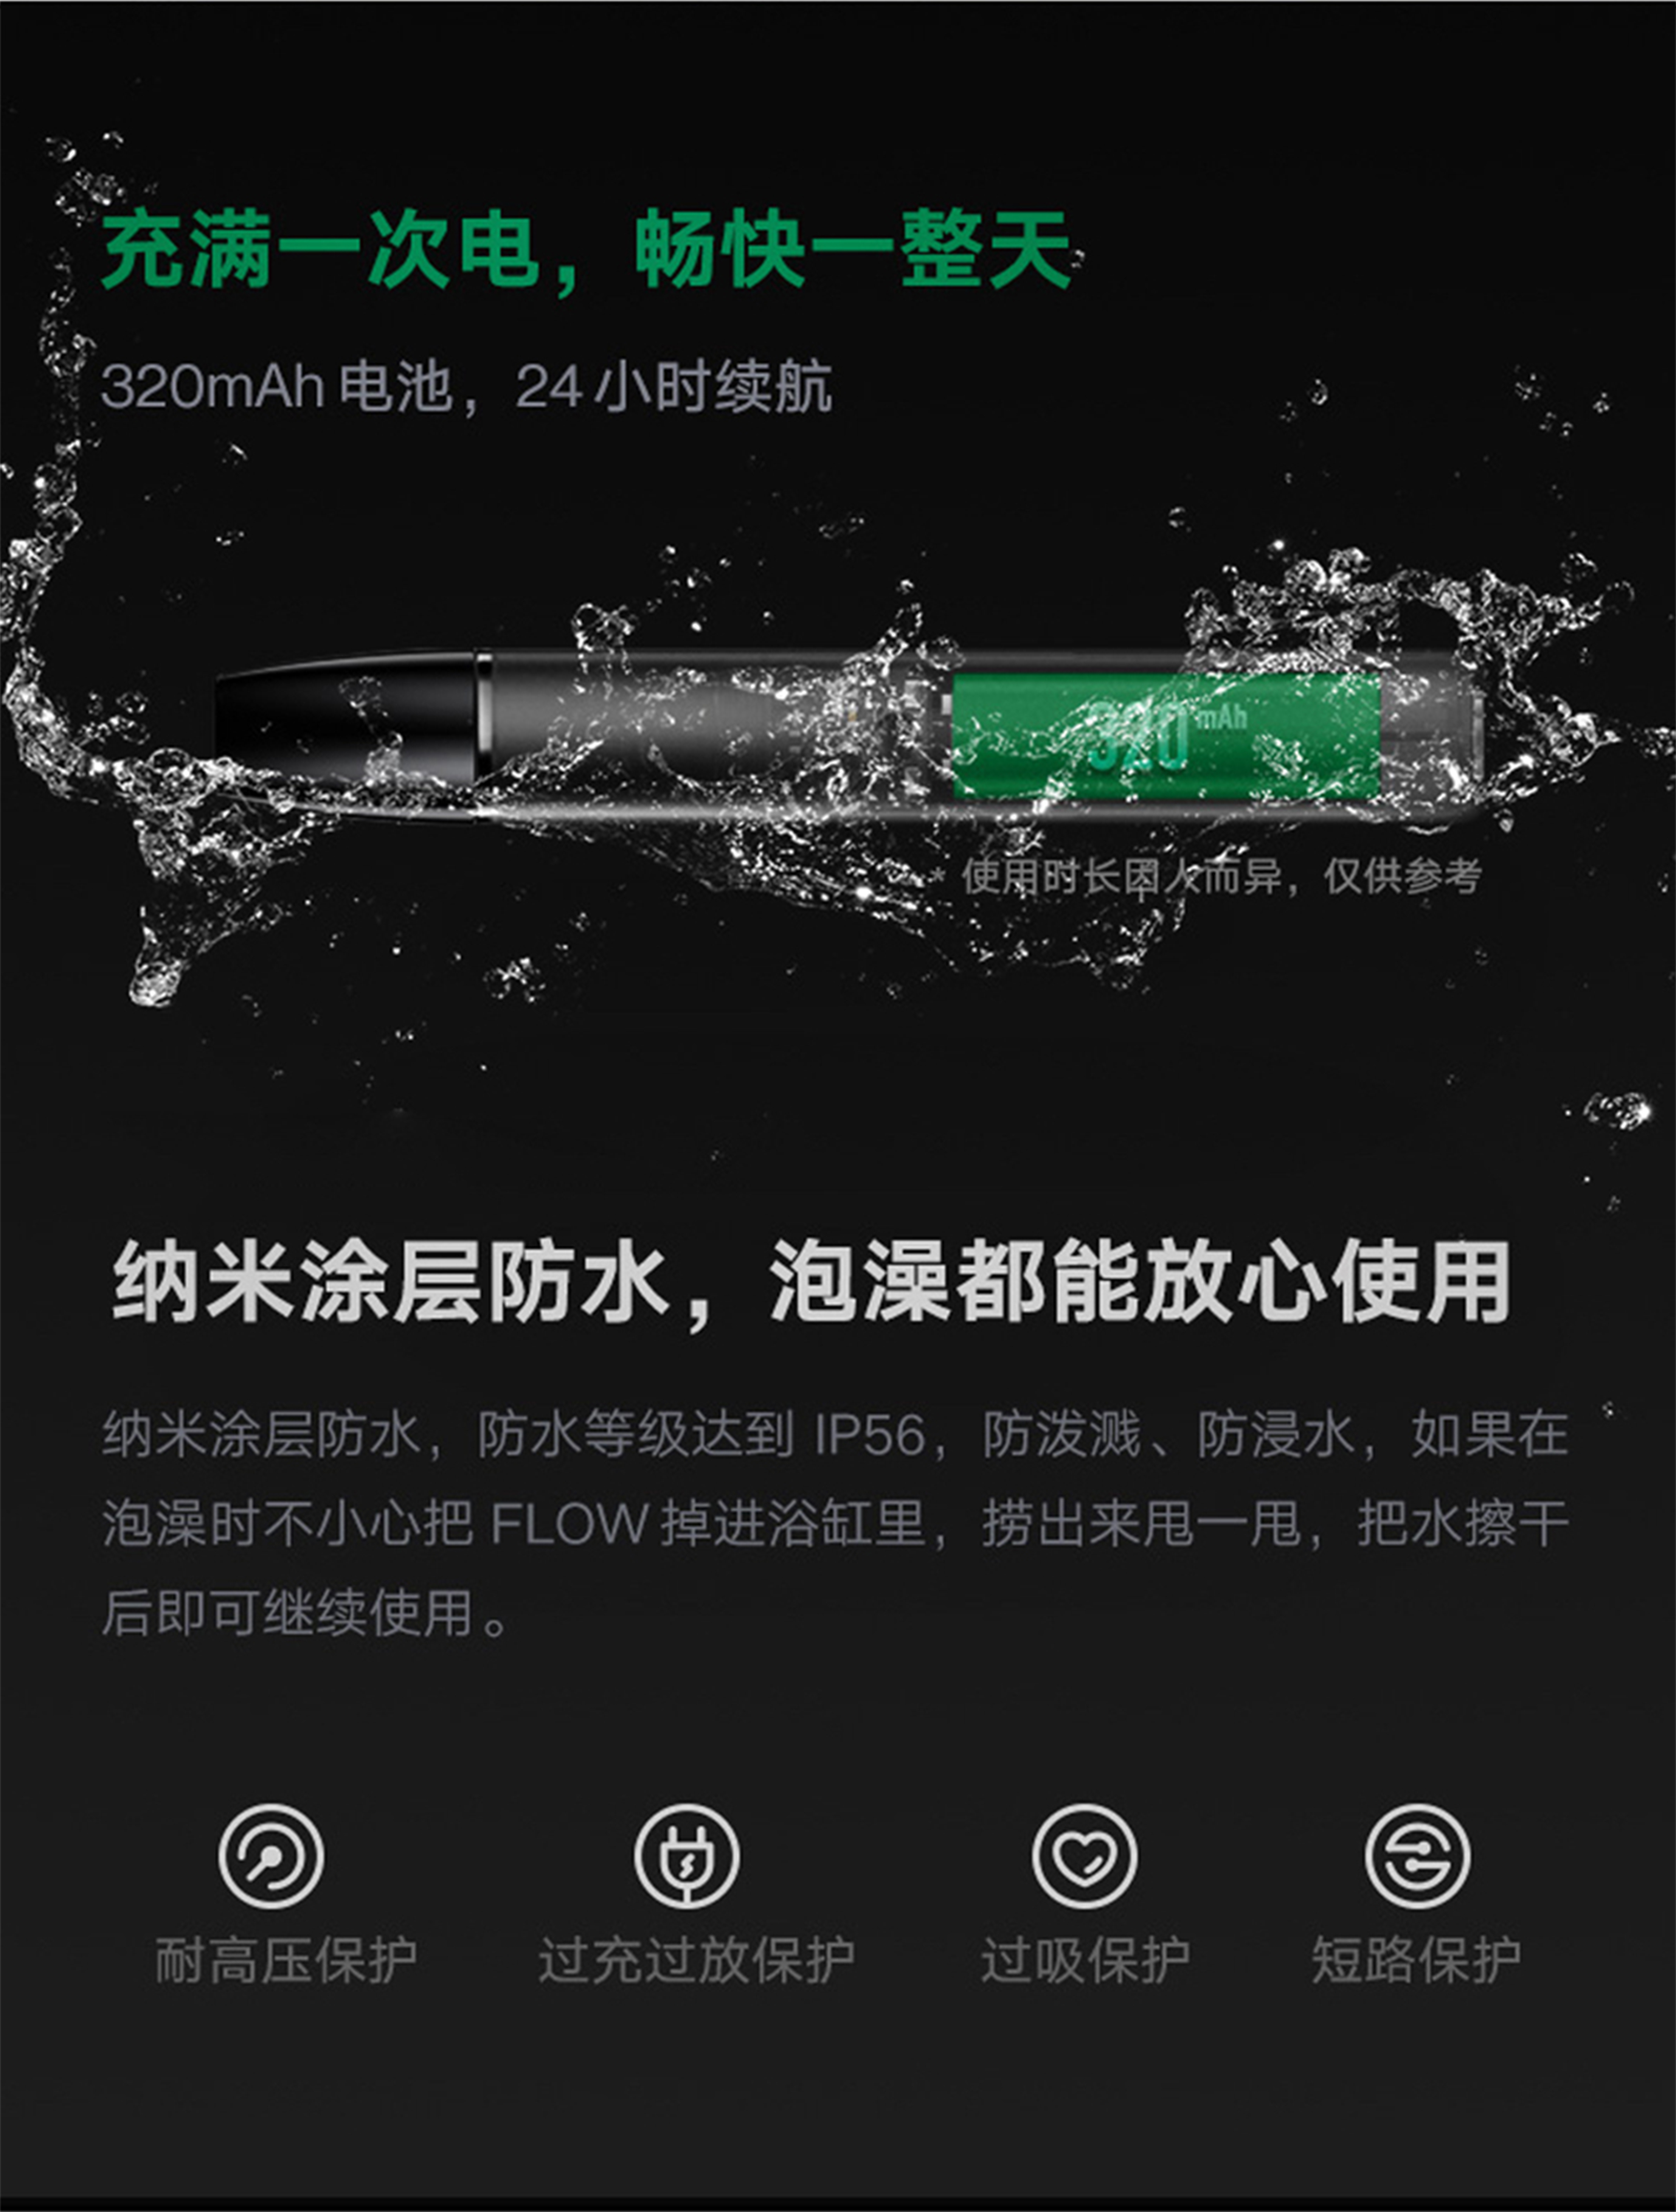 充满一次电，畅快一整天
320mAh 电池，24 小时续航
320 mAh
* 使用时长因人而异，仅供参考
纳米涂层防水，泡澡都能放心使用
纳米涂层防水，防水等级达到 IP56，防泼溅、防浸水，如果在
泡澡时不小心把 FLOW 掉进浴缸里，捞出来甩一甩，把水擦干
后即可继续使用。
耐高压保护
过充过放保护
过吸保护
短路保护